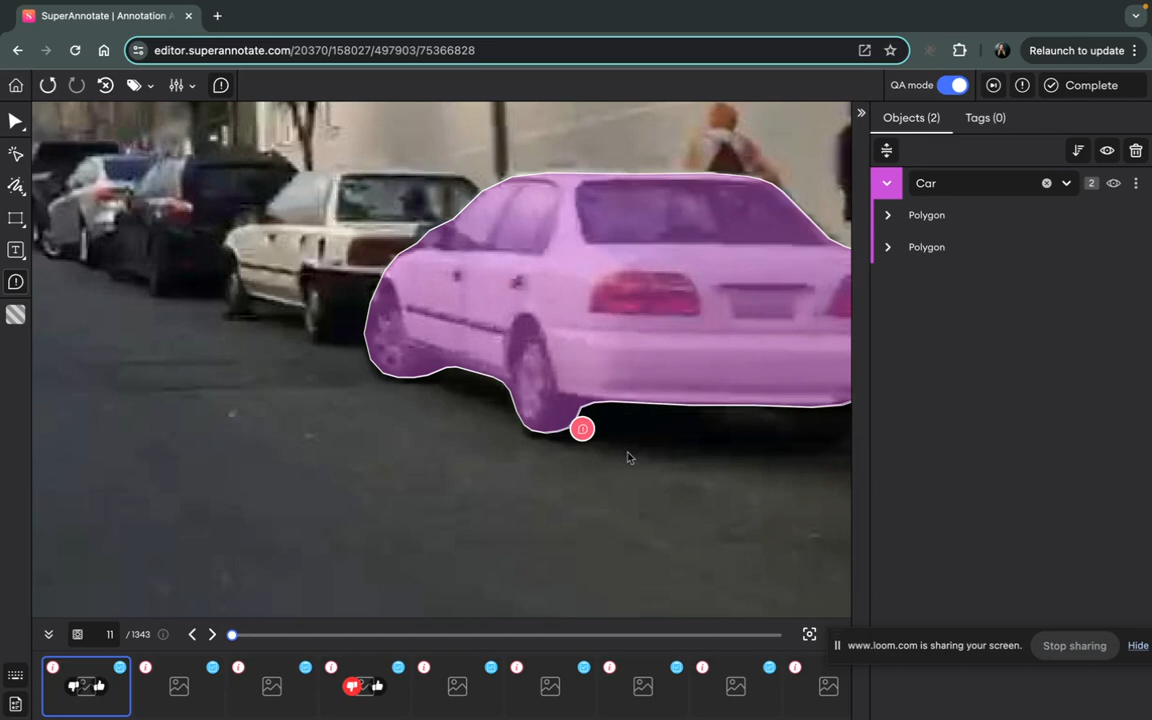 SuperAnnotate | Annotation A
editor.superannotate.com/20370/158027/497903/75366828
Relaunch to update
QA mode
Complete
Objects (2)
Tags (0)
Car
2
Polygon
Polygon
11 /1343
www.loom.com is sharing your screen.
Stop sharing
Hide